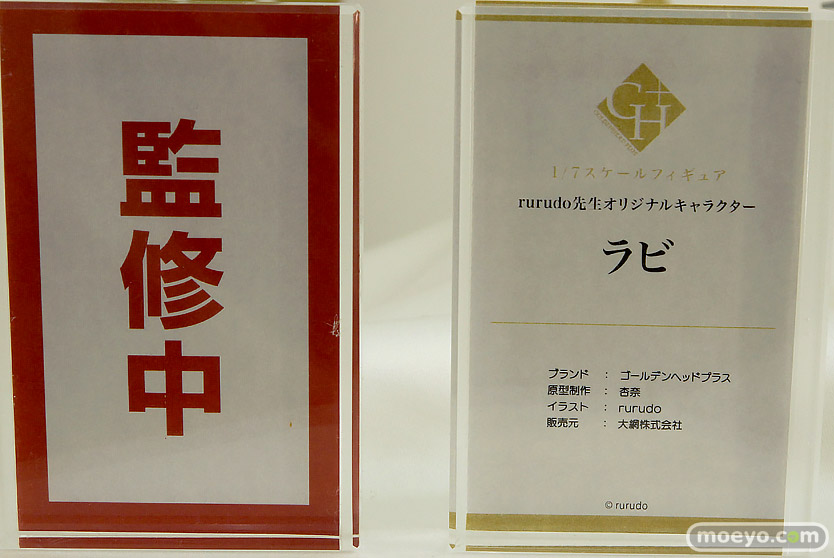 監修中
G+H
1/7スケールフィギュア
rurudo先生オリジナルキャラクター
ラビ
ブランド ： ゴールデンヘッドプラス
原型制作 ： 杏奈
イラスト ： rurudo
販売元 ： 大網株式会社
© rurudo
moeyo.com